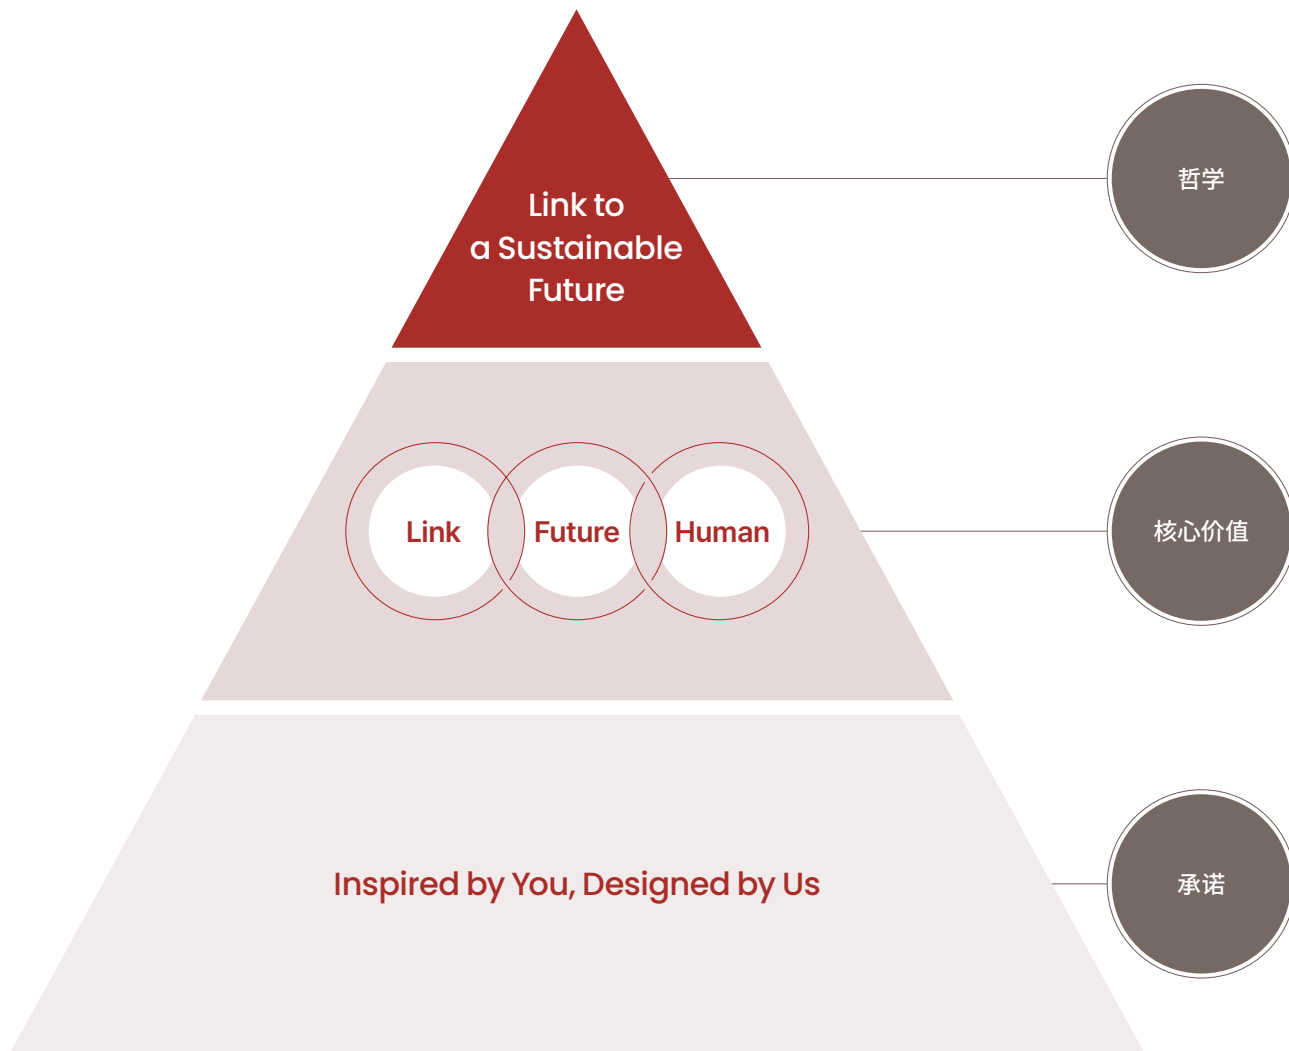 Link to
a Sustainable
Future
哲学
Link
Future
Human
核心价值
Inspired by You, Designed by Us
承诺